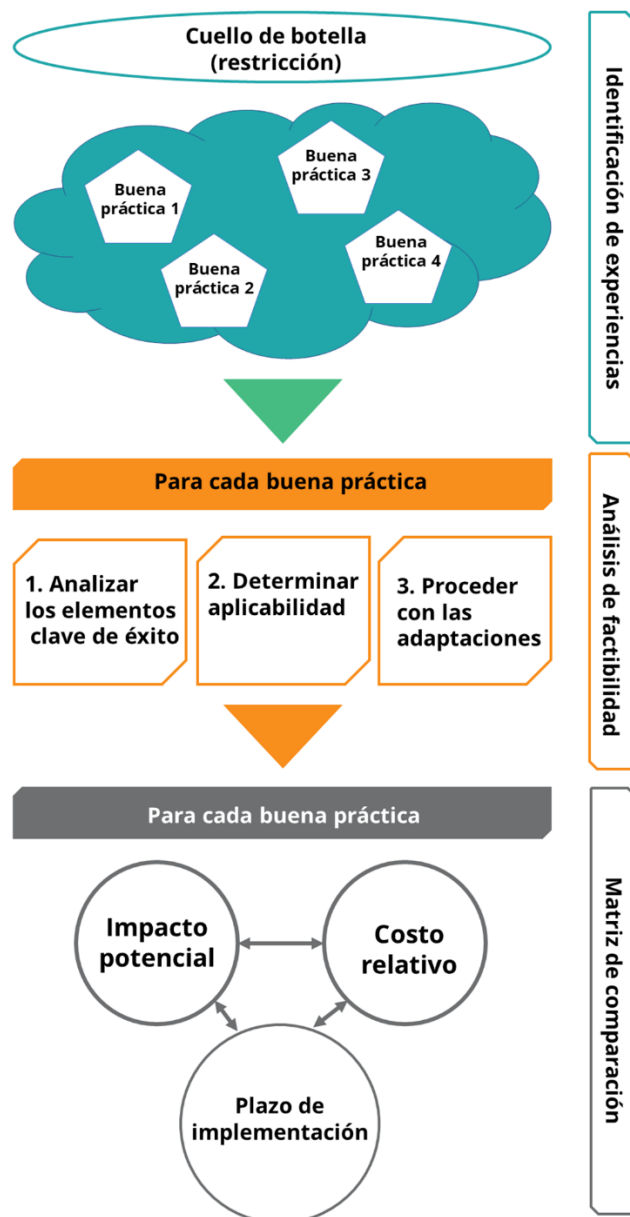 Cuello de botella
(restricción)
Identificación de experiencias
Buena
práctica 1
Buena
práctica 3
Buena
práctica 2
Buena
práctica 4
Para cada buena práctica
Análisis de factibilidad
1. Analizar
los elementos
clave de éxito
2. Determinar
aplicabilidad
3. Proceder
con las
adaptaciones
Para cada buena práctica
Matriz de comparación
Impacto
potencial
Costo
relativo
Plazo de
implementación